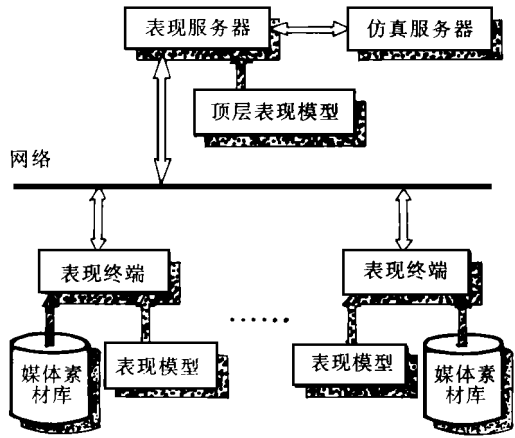 表现服务器
仿真服务器
顶层表现模型
网络
表现终端
表现终端
......
表现模型
表现模型
媒体素
材库
媒体素
材库